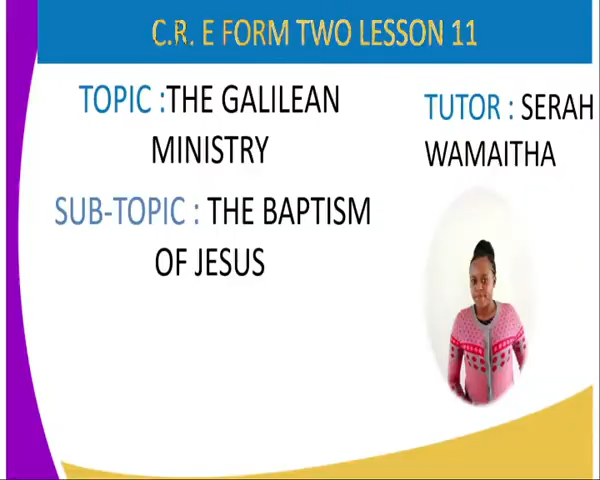 C.R. E FORM TWO LESSON 11
TOPIC :THE GALILEAN
MINISTRY
SUB-TOPIC : THE BAPTISM
OF JESUS
TUTOR : SERAH
WAMAITHA